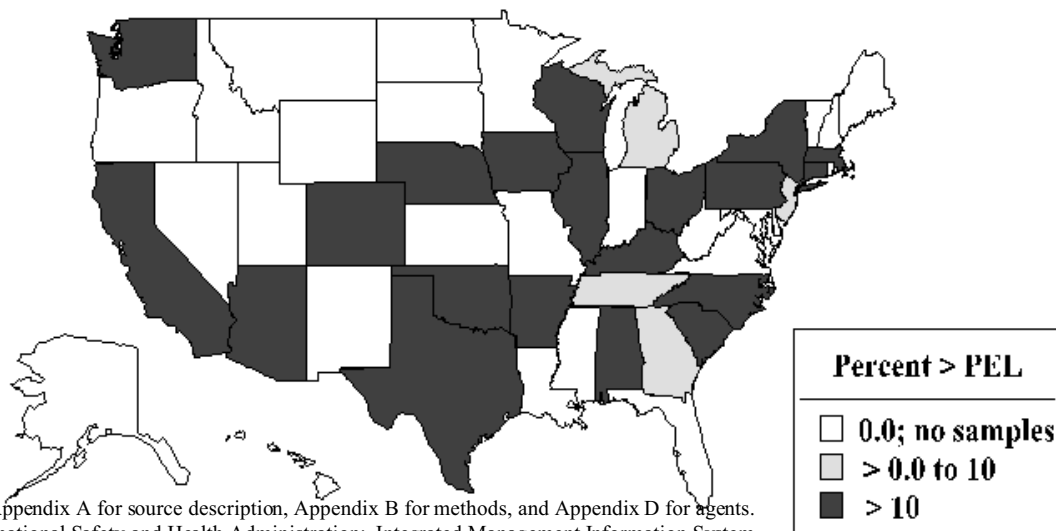 Percent > PEL
0.0; no samples
> 0.0 to 10
> 10
ppendix A for source description, Appendix B for methods, and Appendix D for agents.